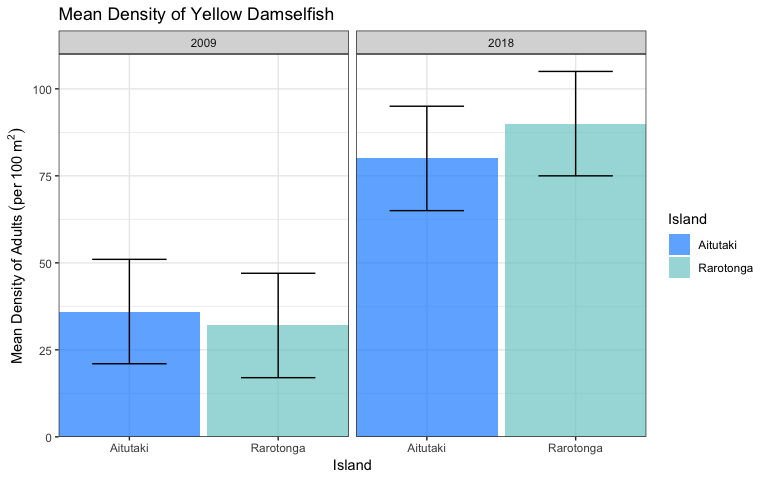 Mean Density of Yellow Damselfish
2009
2018
Mean Density of Adults (per 100 m²)
100
75
50
25
0
Aitutaki
Rarotonga
Aitutaki
Rarotonga
Island
Island
Aitutaki
Rarotonga